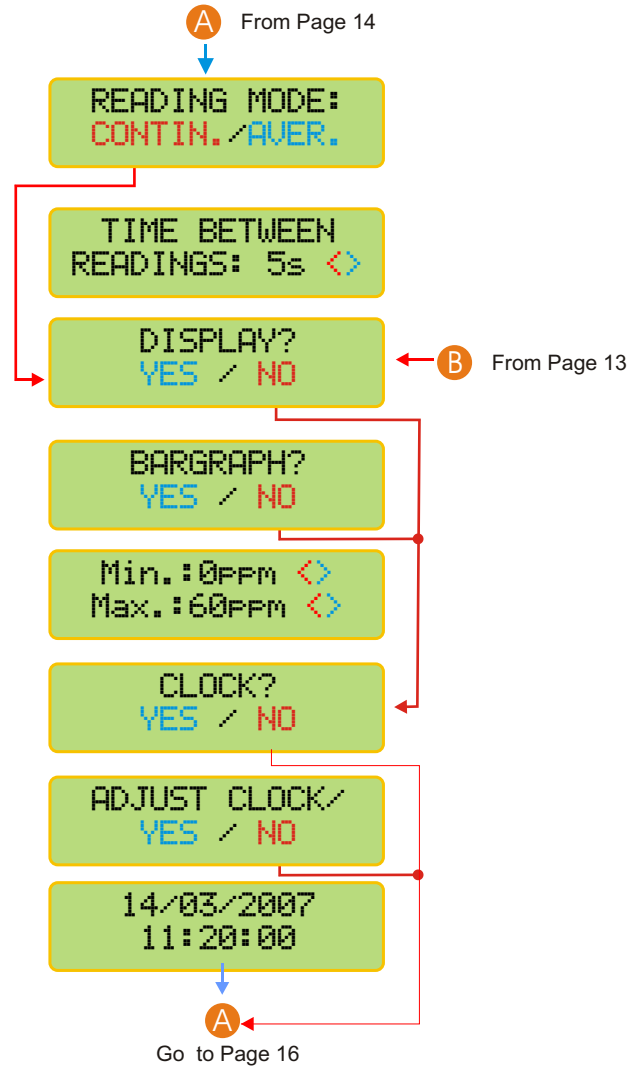 A From Page 14
READING MODE:
CONTIN./AVER.
TIME BETWEEN
READINGS: 5s <>
DISPLAY?
YES / NO
B From Page 13
BARGRAPH?
YES / NO
Min.:0ppm <>
Max.:60ppm <>
CLOCK?
YES / NO
ADJUST CLOCK/
YES / NO
14/03/2007
11:20:00
A
Go to Page 16